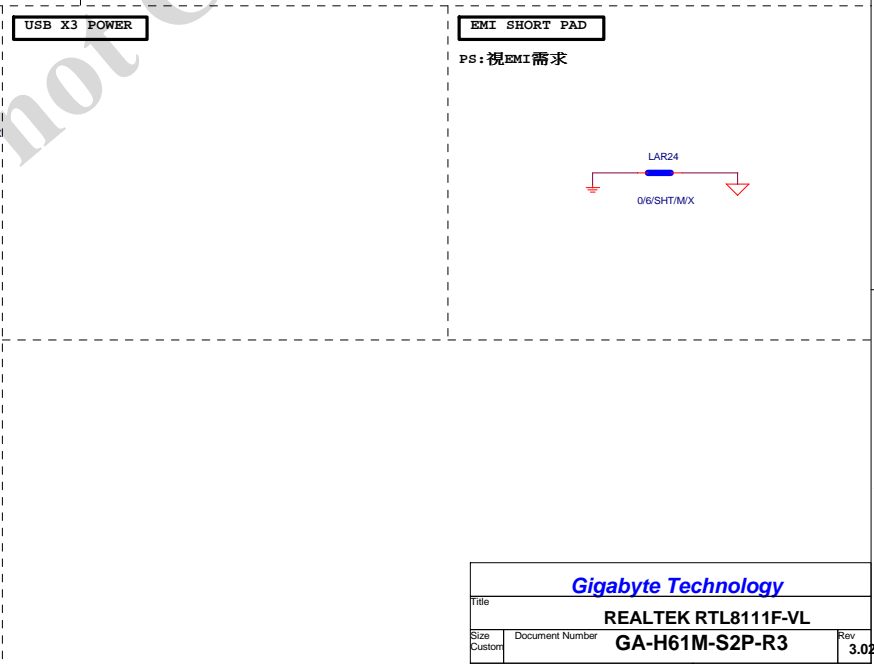 USB X3 POWER
EMI SHORT PAD
PS:視EMI需求
LAR24
0/6/SHT/M/X
not
Gigabyte Technology
Title
REALTEK RTL8111F-VL
Size
Custom
Document Number
GA-H61M-S2P-R3
Rev
3.02